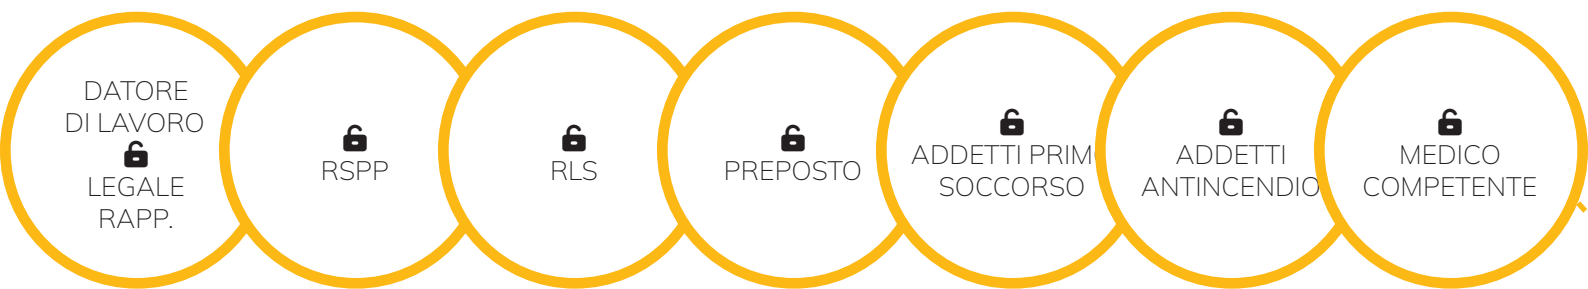 DATORE
DI LAVORO
LEGALE
RAPP.
RSPP
RLS
PREPOSTO
ADDETTI PRIM
SOCCORSO
ADDETTI
ANTINCENDIO
MEDICO
COMPETENTE